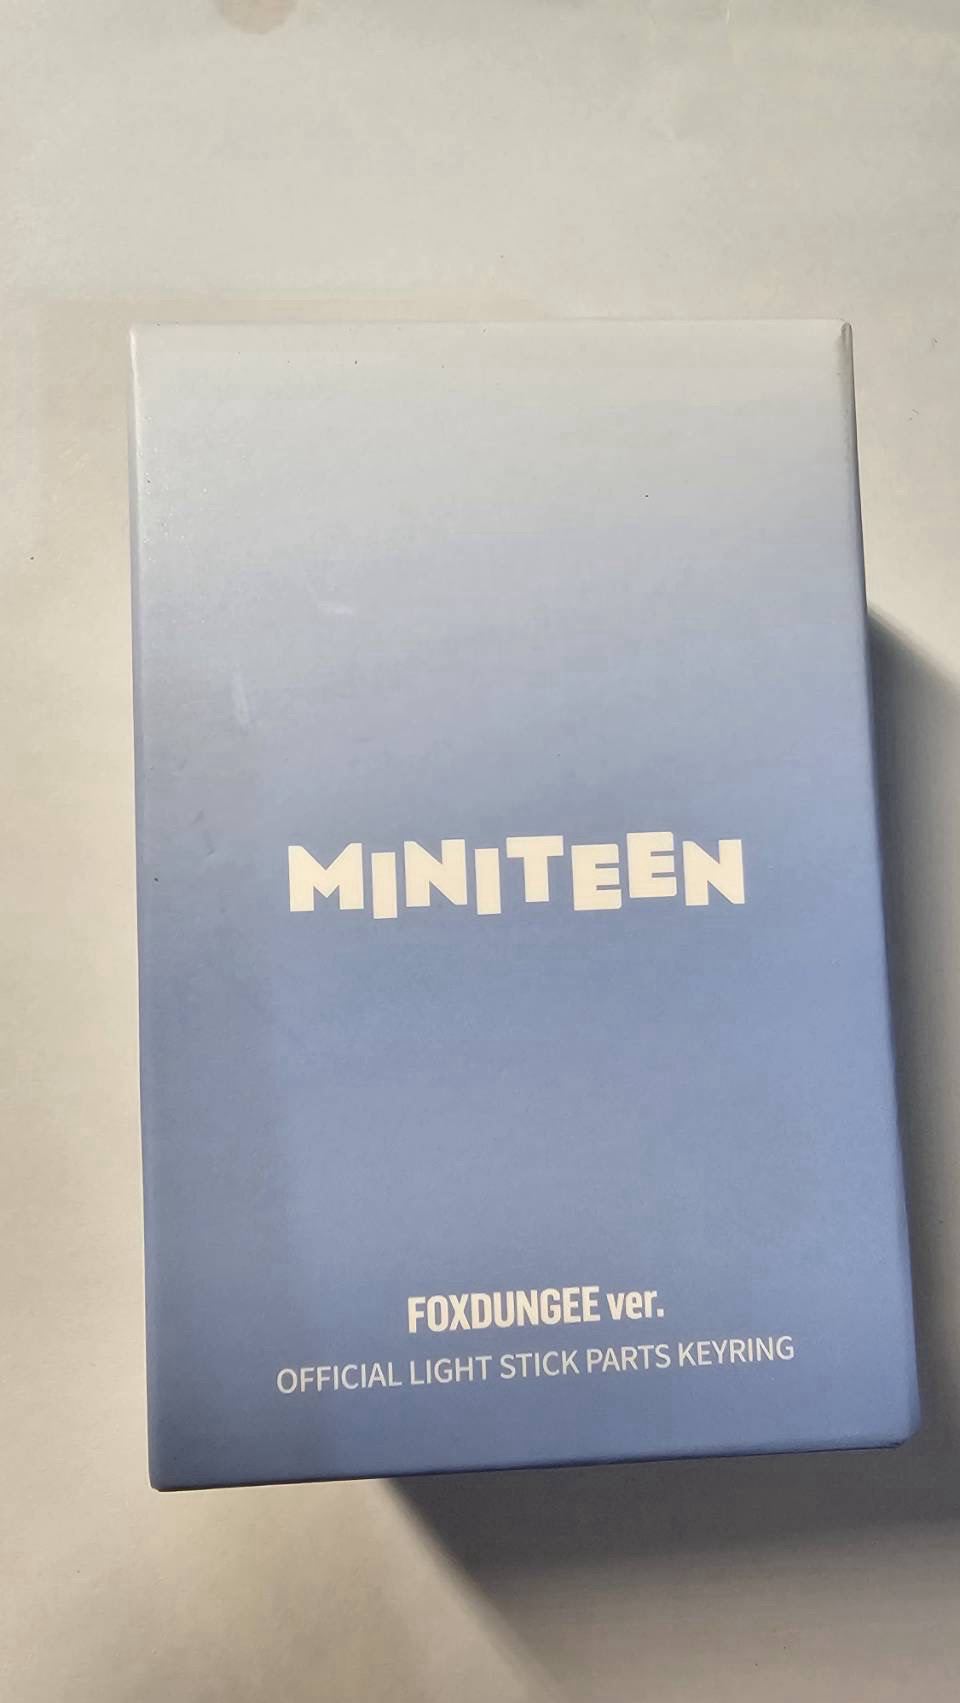 MINITEEN
FOXDUNGEE ver.
OFFICIAL LIGHT STICK PARTS KEYRING